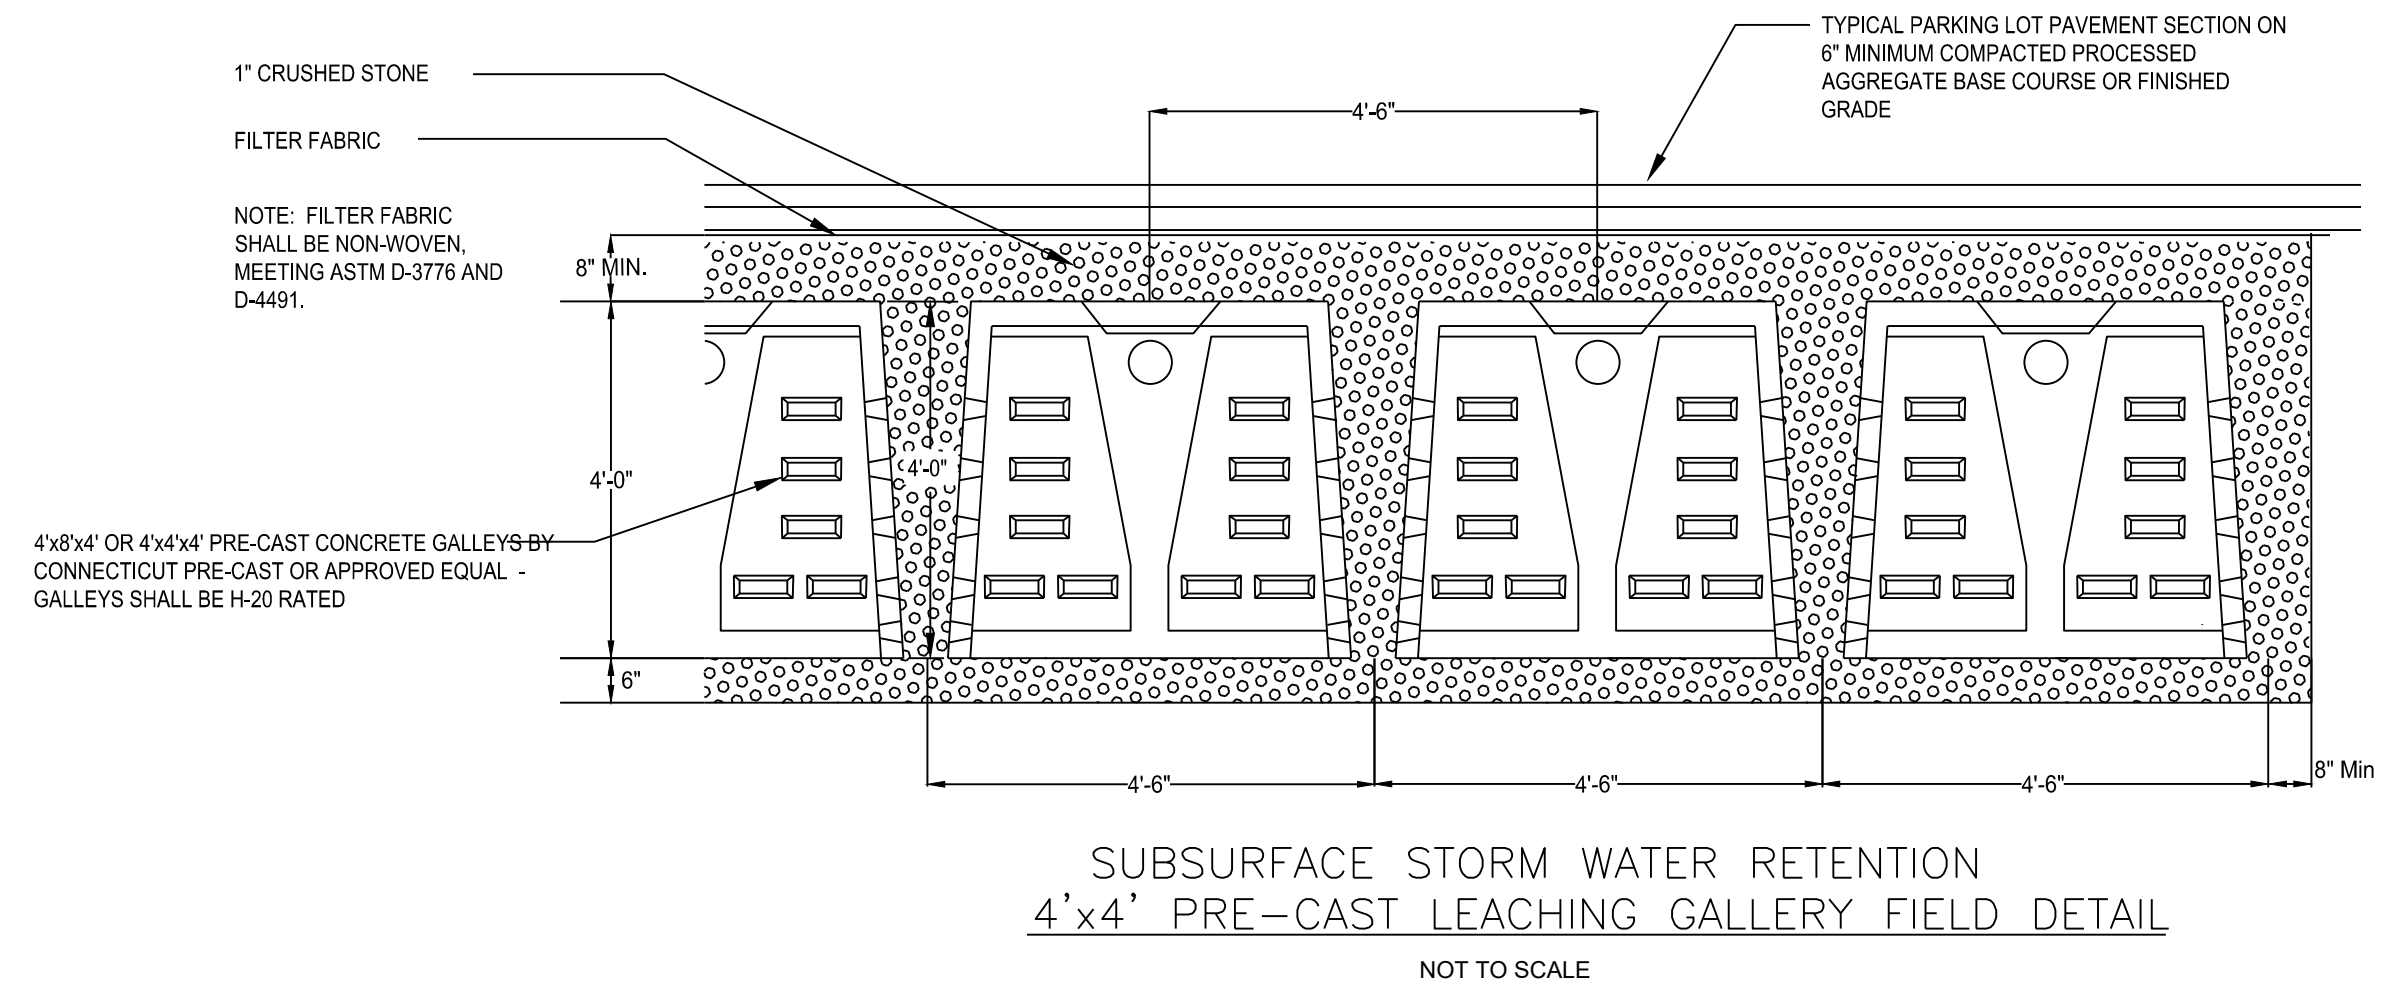 TYPICAL PARKING LOT PAVEMENT SECTION ON
6" MINIMUM COMPACTED PROCESSED
AGGREGATE BASE COURSE OR FINISHED
GRADE
1" CRUSHED STONE
4'-6"
FILTER FABRIC
NOTE: FILTER FABRIC
SHALL BE NON-WOVEN,
MEETING ASTM D-3776 AND
D-4491.
8" MIN.
4'-0"
4'-0"
4'x8'x4' OR 4'x4'x4' PRE-CAST CONCRETE GALLEYS BY
CONNECTICUT PRE-CAST OR APPROVED EQUAL -
GALLEYS SHALL BE H-20 RATED
6"
4'-6"
4'-6"
4'-6"
8" Min
SUBSURFACE STORM WATER RETENTION
4'x4' PRE-CAST LEACHING GALLERY FIELD DETAIL
NOT TO SCALE